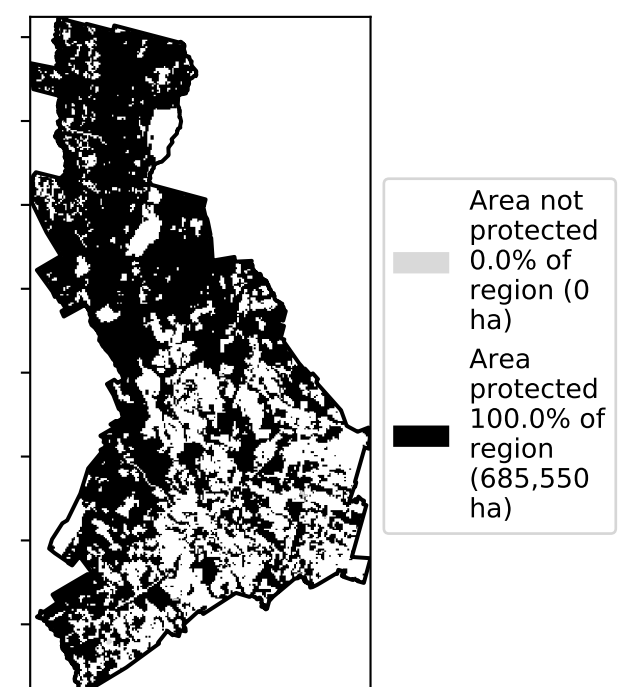 Area not
protected
0.0% of
region (0
ha)
Area
protected
100.0% of
region
(685,550
ha)